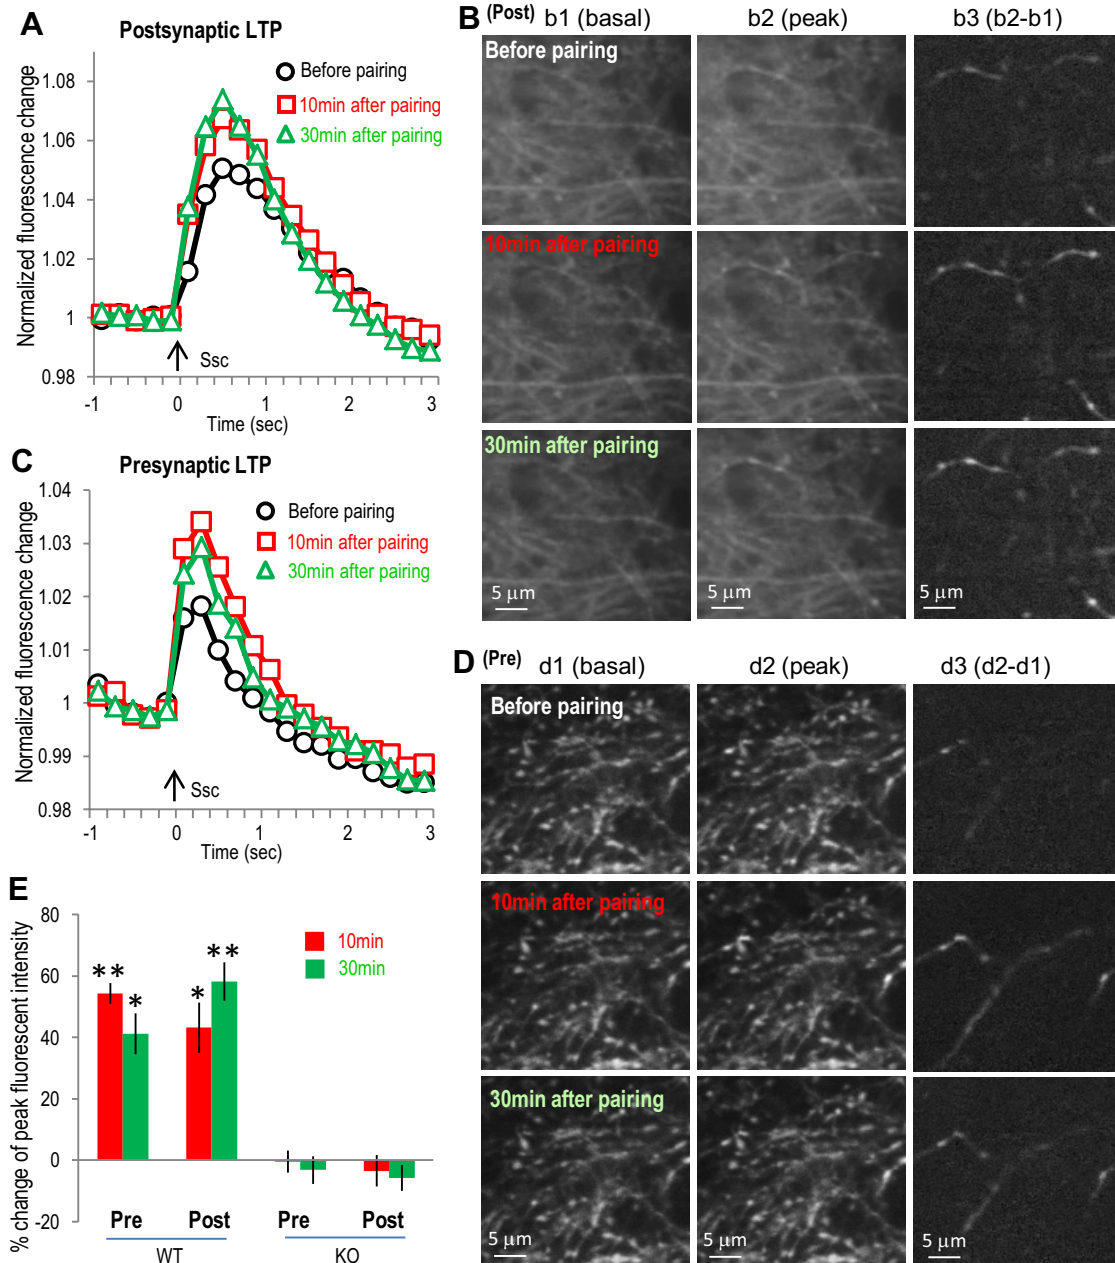 A
Postsynaptic LTP
Normalized fluorescence change
1.08
1.06
1.04
1.02
1
0.98
Before pairing
10min after pairing
30min after pairing
Ssc
-1 0 1 2 3
Time (sec)
B (Post) b1 (basal) b2 (peak) b3 (b2-b1)
Before pairing
10min after pairing
30min after pairing
5 μm 5 μm 5 μm
C
Presynaptic LTP
Normalized fluorescence change
1.04
1.03
1.02
1.01
1
0.99
0.98
Before pairing
10min after pairing
30min after pairing
Ssc
-1 0 1 2 3
Time (sec)
D (Pre) d1 (basal) d2 (peak) d3 (d2-d1)
Before pairing
10min after pairing
30min after pairing
5 μm 5 μm 5 μm
E
% change of peak fluorescent intensity
80
60
40
20
0
-20
10min
30min
** * * **
Pre Post Pre Post
WT KO